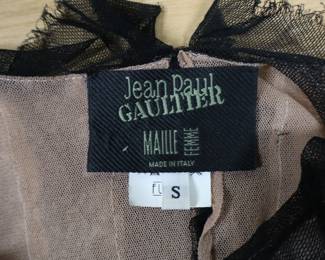 Jean Paul
GAULTIER
MAILLE
FEMME
MADE IN ITALY
S